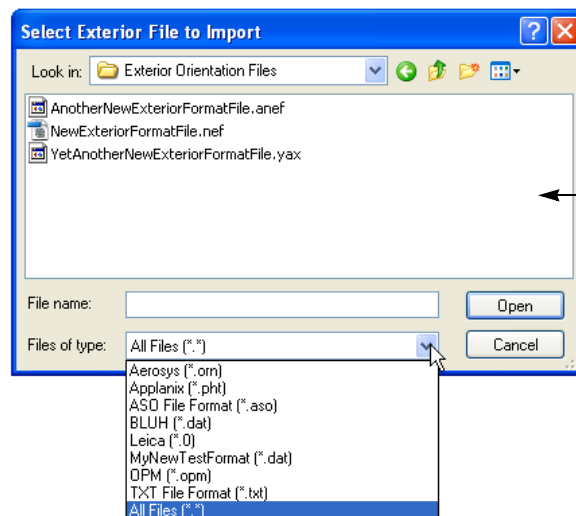 Select Exterior File to Import
Look in: Exterior Orientation Files
AnotherNewExteriorFormatFile.anef
NewExteriorFormatFile.nef
YetAnotherNewExteriorFormatFile.yax
File name:
Open
Files of type: All Files (*.*)
Cancel
Aerosys (*.orn)
Applanix (*.pht)
ASO File Format (*.aso)
BLUH (*.dat)
Leica (*.0)
MyNewTestFormat (*.dat)
OPM (*.opm)
TXT File Format (*.txt)
All Files (*.*)